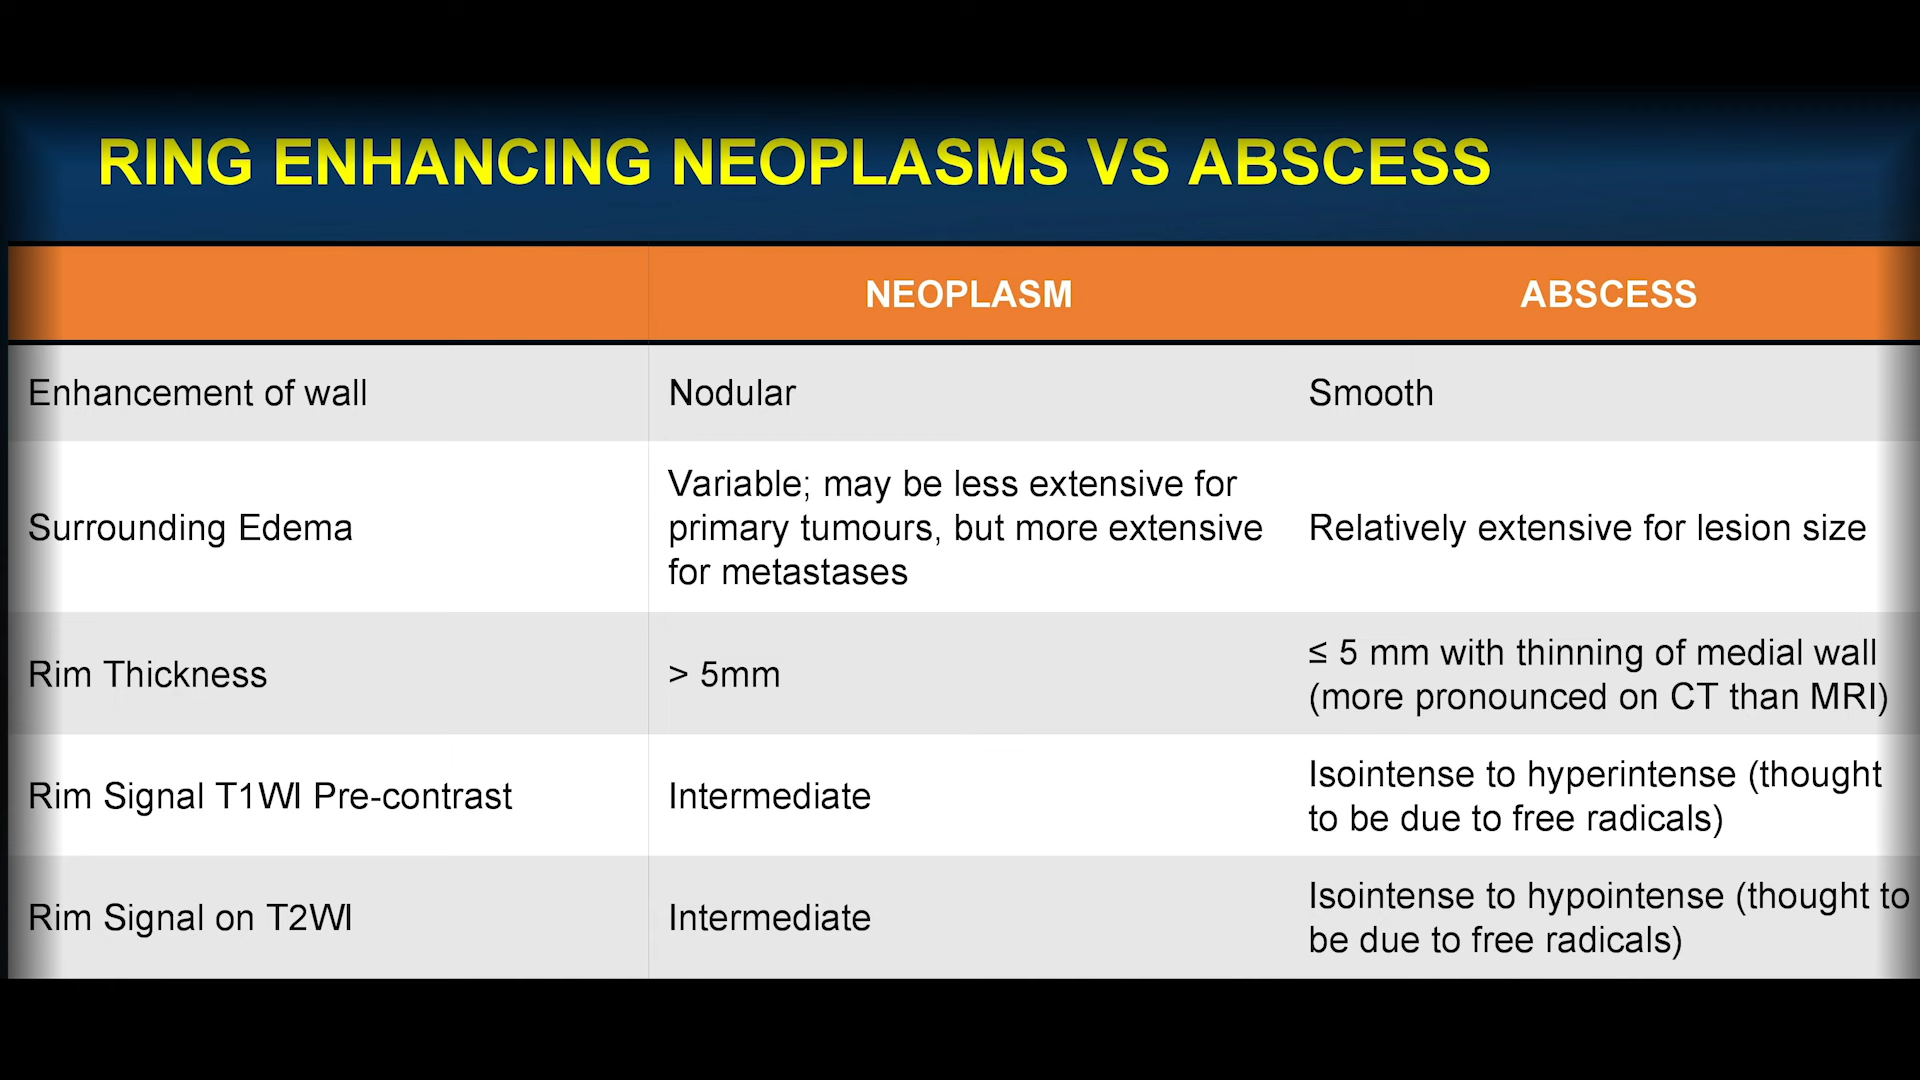 RING ENHANCING NEOPLASMS VS ABSCESS
NEOPLASM
ABSCESS
Enhancement of wall
Nodular
Smooth
Surrounding Edema
Variable; may be less extensive for
primary tumours, but more extensive
for metastases
Relatively extensive for lesion size
Rim Thickness
> 5mm
≤ 5 mm with thinning of medial wall
(more pronounced on CT than MRI)
Rim Signal T1WI Pre-contrast
Intermediate
Isointense to hyperintense (thought
to be due to free radicals)
Rim Signal on T2WI
Intermediate
Isointense to hypointense (thought to
be due to free radicals)